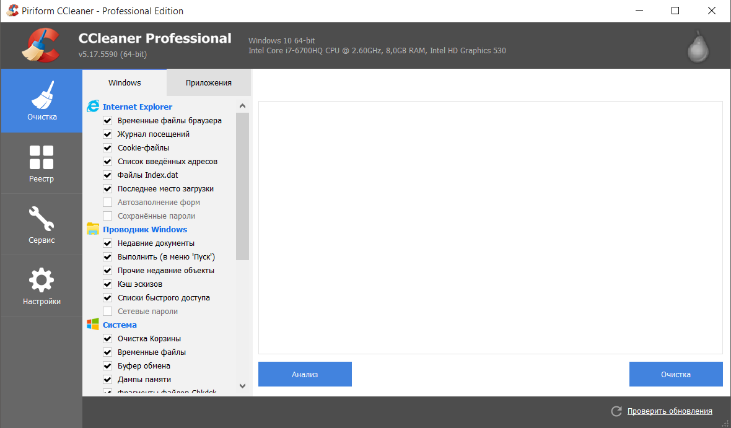 Piriform CCleaner - Professional Edition
CCleaner Professional
v5.17.5590 (64-bit)
Windows 10 64-bit
Intel Core i7-6700HQ CPU @ 2.60GHz, 8,0GB RAM, Intel HD Graphics 530
Очистка
Реестр
Сервис
Настройки
Windows
Приложения
Internet Explorer
Временные файлы браузера
Журнал посещений
Cookie-файлы
Список введённых адресов
Файлы Index.dat
Последнее место загрузки
Автозаполнение форм
Сохранённые пароли
Проводник Windows
Недавние документы
Выполнить (в меню 'Пуск')
Прочие недавние объекты
Кэш эскизов
Списки быстрого доступа
Сетевые пароли
Система
Очистка Корзины
Временные файлы
Буфер обмена
Дампы памяти
Фрагменты файлов Chkdsk
Анализ
Очистка
Проверить обновления